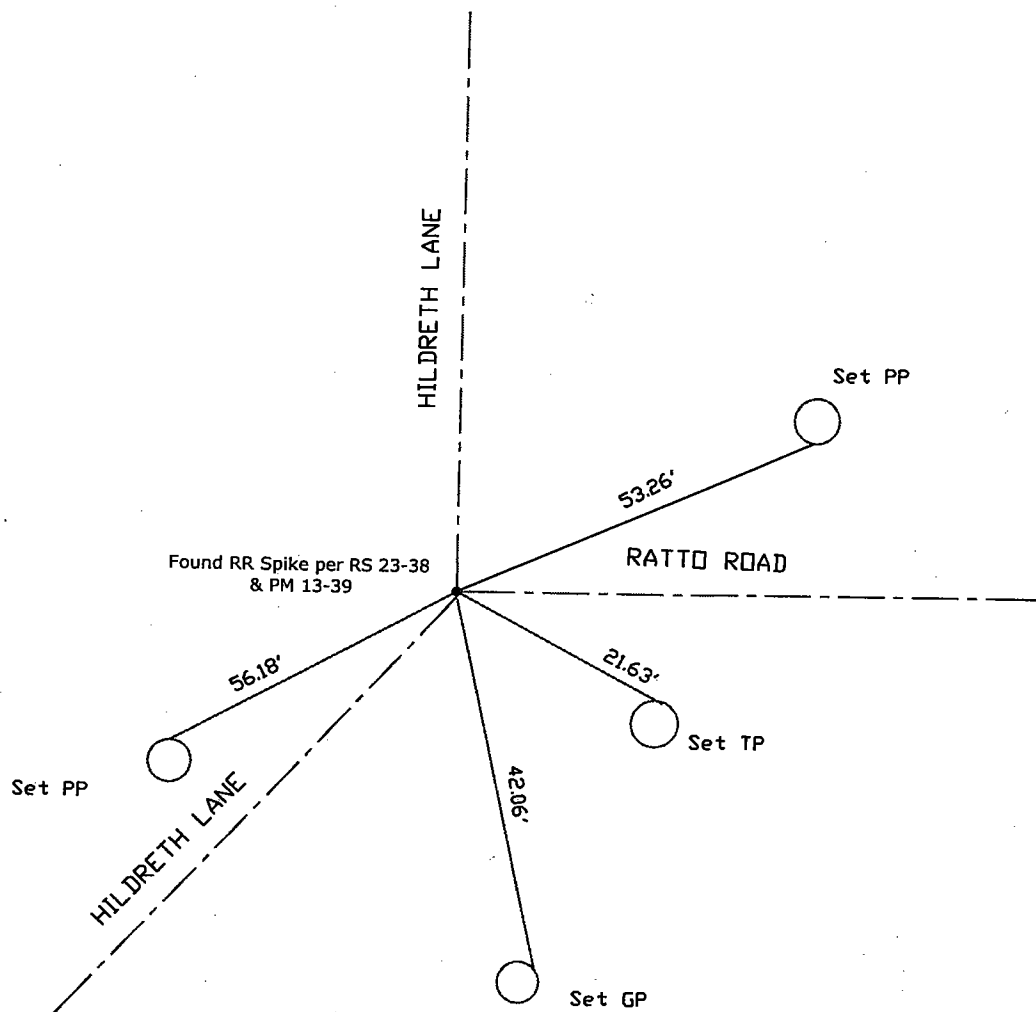 HILDRETH LANE
Set PP
53.26'
RATTO ROAD
Found RR Spike per RS 23-38
& PM 13-39
56.18'
21.63'
Set TP
Set PP
42.06'
HILDRETH LANE
Set GP